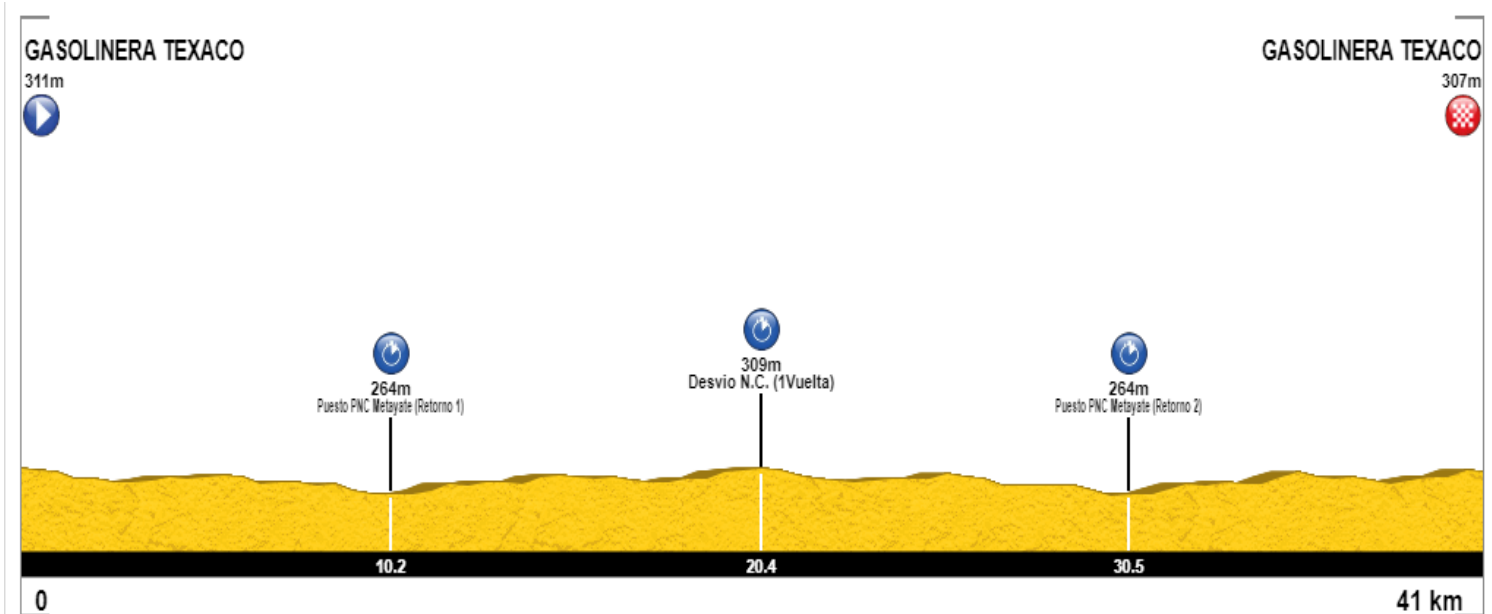 GASOLINERA TEXACO
311m
GASOLINERA TEXACO
307m
264m
Puesto PNC Metayate (Retorno 1)
309m
Desvio N.C. (1Vuelta)
264m
Puesto PNC Metayate (Retorno 2)
10.2
20.4
30.5
0
41 km